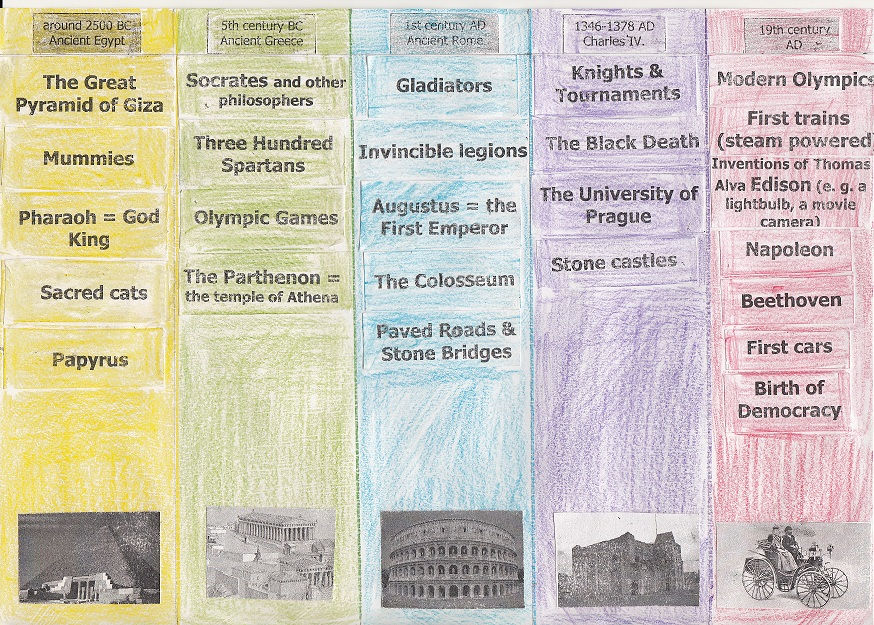 around 2500 BC
Ancient Egypt
The Great
Pyramid of Giza
Mummies
Pharaoh = God
King
Sacred cats
Papyrus
5th century BC
Ancient Greece
Socrates and other
philosophers
Three Hundred
Spartans
Olympic Games
The Parthenon =
the temple of Athena
1st century AD
Ancient Rome
Gladiators
Invincible legions
Augustus = the
First Emperor
The Colosseum
Paved Roads &
Stone Bridges
1346-1378 AD
Charles IV.
Knights &
Tournaments
The Black Death
The University of
Prague
Stone castles
19th century
AD
Modern Olympics
First trains
(steam powered)
Inventions of Thomas
Alva Edison (e. g. a
lightbulb, a movie
camera)
Napoleon
Beethoven
First cars
Birth of
Democracy